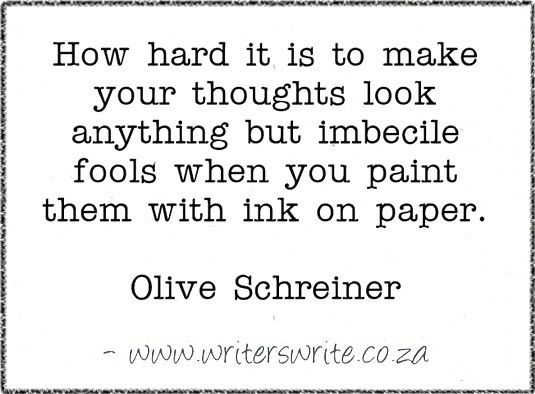 How hard it is to make
your thoughts look
anything but imbecile
fools when you paint
them with ink on paper.
Olive Schreiner
- www.writerswrite.co.za